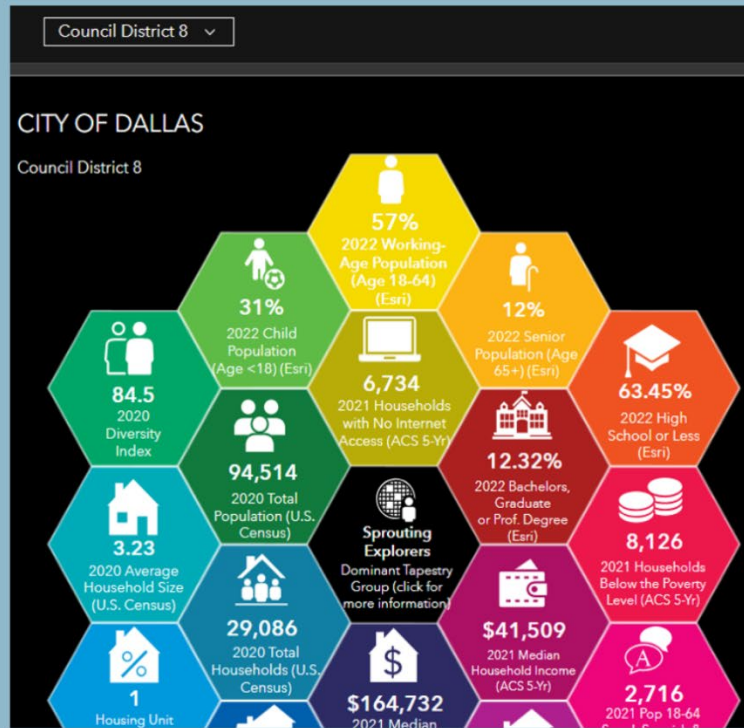 Council District 8
CITY OF DALLAS
Council District 8
57%
2022 Working-
Age Population
(Age 18-64)
(Esri)
31%
2022 Child
Population
(Age <18) (Esri)
12%
2022 Senior
Population (Age
65+) (Esri)
84.5
2020
Diversity
Index
6,734
2021 Households
with No Internet
Access (ACS 5-Yr)
63.45%
2022 High
School or Less
(Esri)
94,514
2020 Total
Population (U.S.
Census)
12.32%
2022 Bachelors,
Graduate
or Prof. Degree
(Esri)
3.23
2020 Average
Household Size
(U.S. Census)
Sprouting
Explorers
Dominant Tapestry
Group (click for
more information)
8,126
2021 Households
Below the Poverty
Level (ACS 5-Yr)
29,086
2020 Total
Households (U.S.
Census)
$
$41,509
2021 Median
Household Income
(ACS 5-Yr)
%
1
Housing Unit
$164,732
2021 Median
A
2,716
2021 Pop 18-64